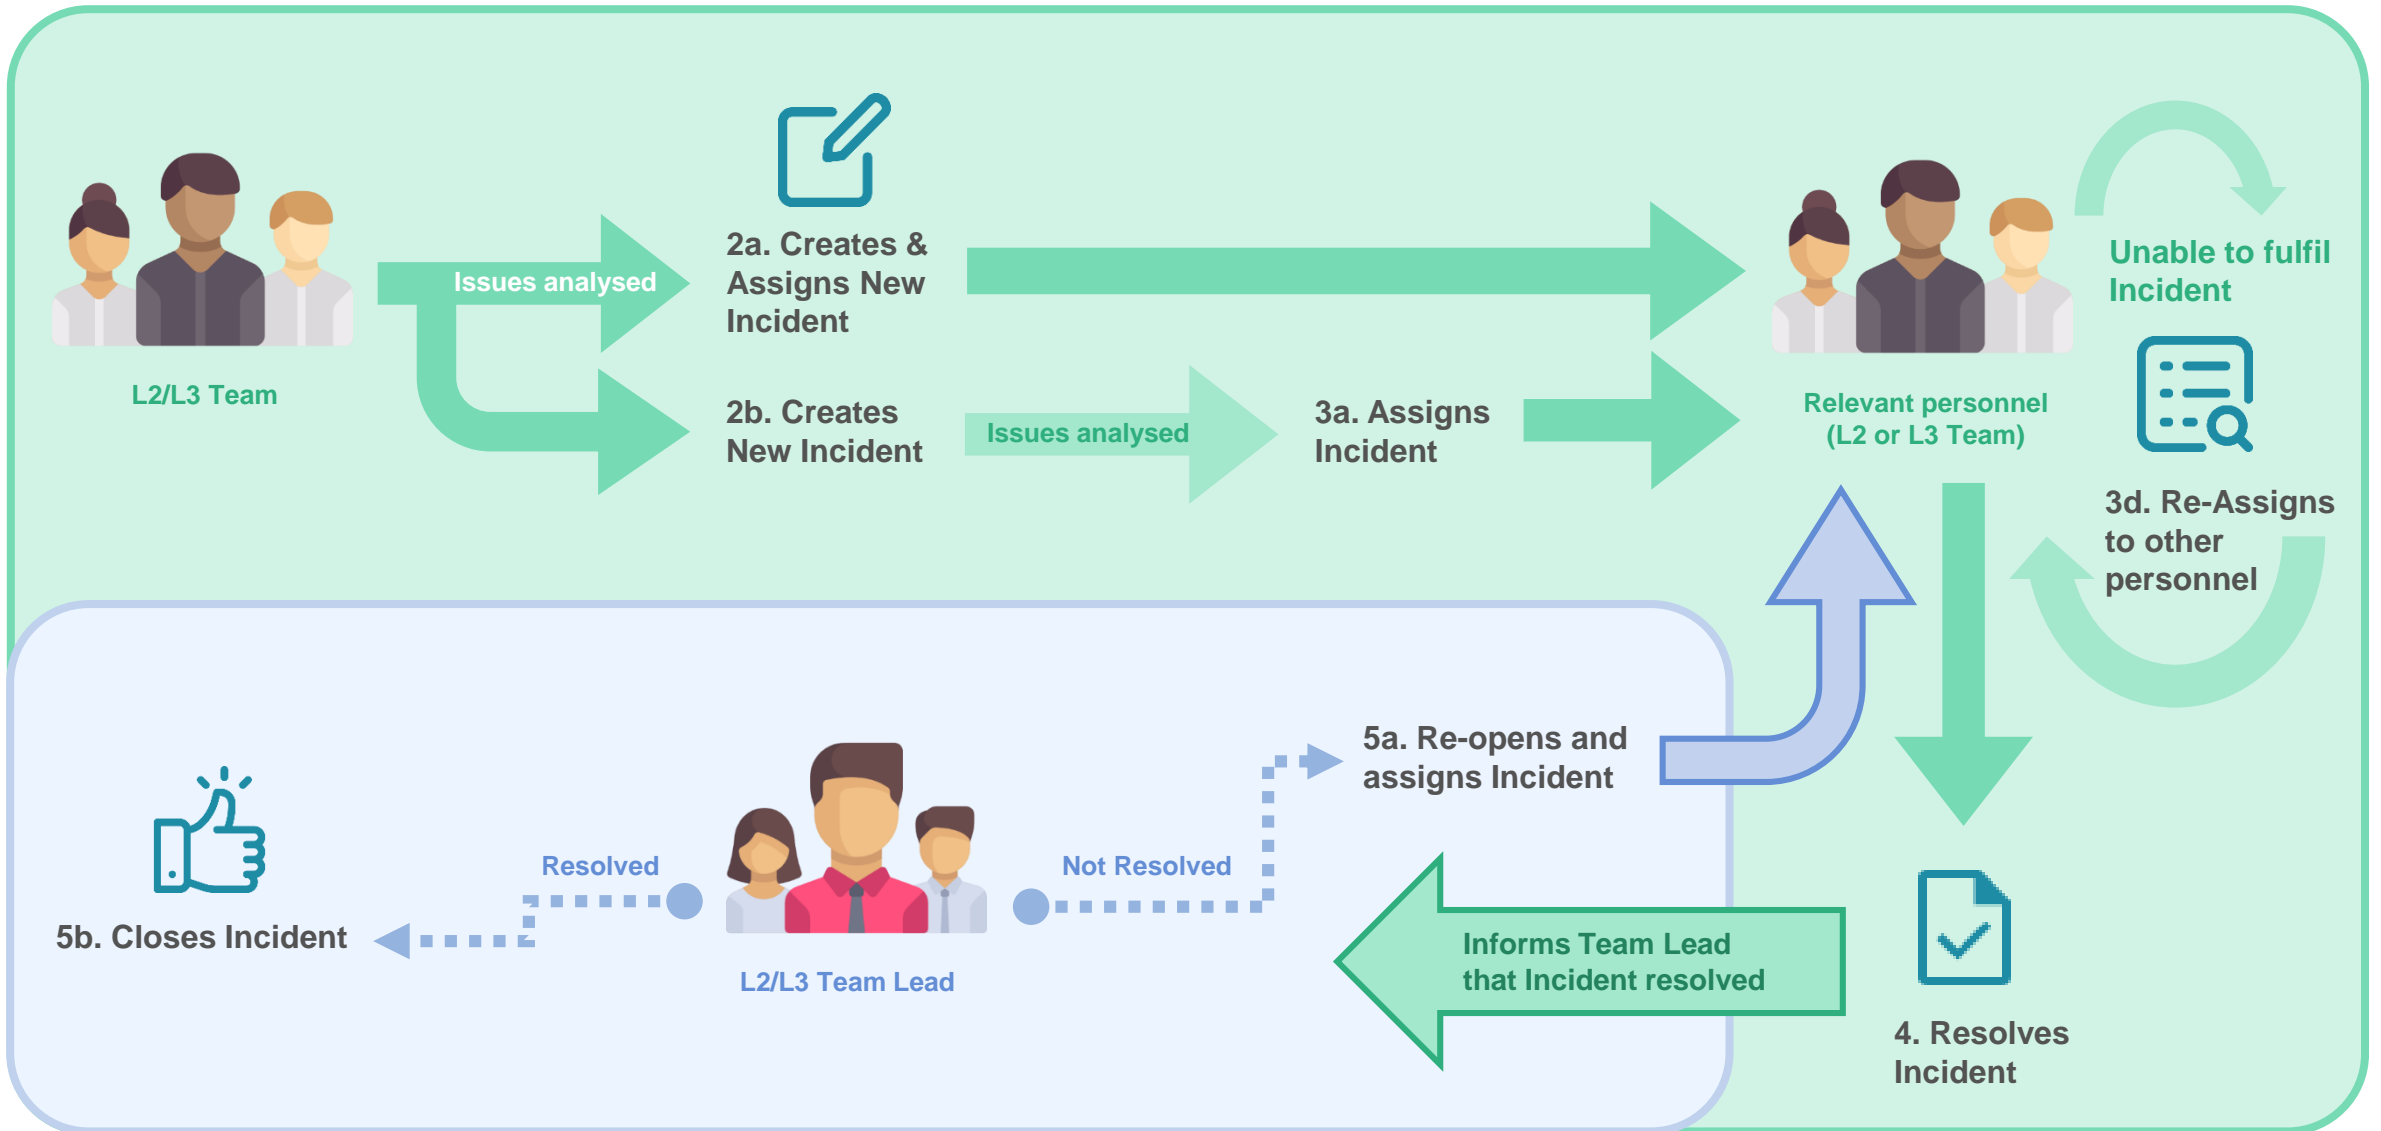 Issues analysed
2a. Creates &
Assigns New
Incident
Unable to fulfil
Incident
L2/L3 Team
2b. Creates
New Incident
Issues analysed
3a. Assigns
Incident
Relevant personnel
(L2 or L3 Team)
3d. Re-Assigns
to other
personnel
5a. Re-opens and
assigns Incident
Resolved
Not Resolved
5b. Closes Incident
L2/L3 Team Lead
Informs Team Lead
that Incident resolved
4. Resolves
Incident